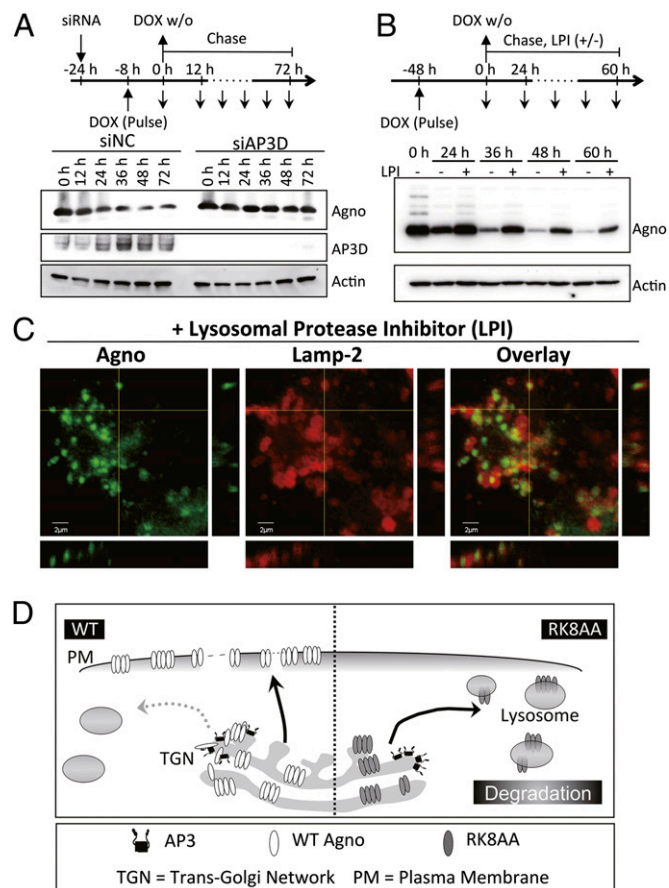 A
siRNA
DOX w/o
Chase
-24 h
-8 h
0 h
12 h
72 h
DOX (Pulse)
siNC
siAP3D
0 h
12 h
24 h
36 h
48 h
72 h
0 h
12 h
24 h
36 h
48 h
72 h
Agno
AP3D
Actin
B
DOX w/o
Chase, LPI (+/-)
-48 h
0 h
24 h
60 h
DOX (Pulse)
0 h 24 h 36 h 48 h 60 h
LPI - - + - + - + - +
Agno
Actin
C
+ Lysosomal Protease Inhibitor (LPI)
Agno Lamp-2 Overlay
2μm 2μm 2μm
D
WT
RK8AA
PM
Lysosome
TGN
Degradation
AP3 WT Agno RK8AA
TGN = Trans-Golgi Network PM = Plasma Membrane